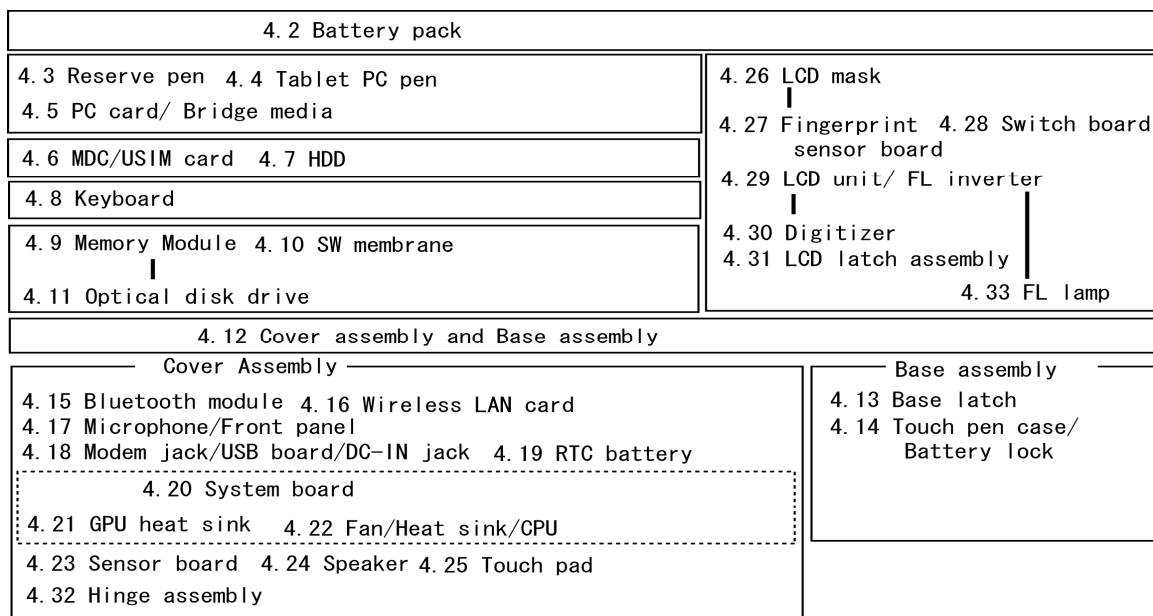 4.2 Battery pack
4.3 Reserve pen 4.4 Tablet PC pen
4.5 PC card/ Bridge media
4.6 MDC/USIM card 4.7 HDD
4.8 Keyboard
4.9 Memory Module 4.10 SW membrane
4.11 Optical disk drive
4.26 LCD mask
4.27 Fingerprint 4.28 Switch board
sensor board
4.29 LCD unit/ FL inverter
4.30 Digitizer
4.31 LCD latch assembly
4.33 FL lamp
4.12 Cover assembly and Base assembly
Cover Assembly
4.15 Bluetooth module 4.16 Wireless LAN card
4.17 Microphone/Front panel
4.18 Modem jack/USB board/DC-IN jack 4.19 RTC battery
4.20 System board
4.21 GPU heat sink 4.22 Fan/Heat sink/CPU
4.23 Sensor board 4.24 Speaker 4.25 Touch pad
4.32 Hinge assembly
Base assembly
4.13 Base latch
4.14 Touch pen case/
Battery lock